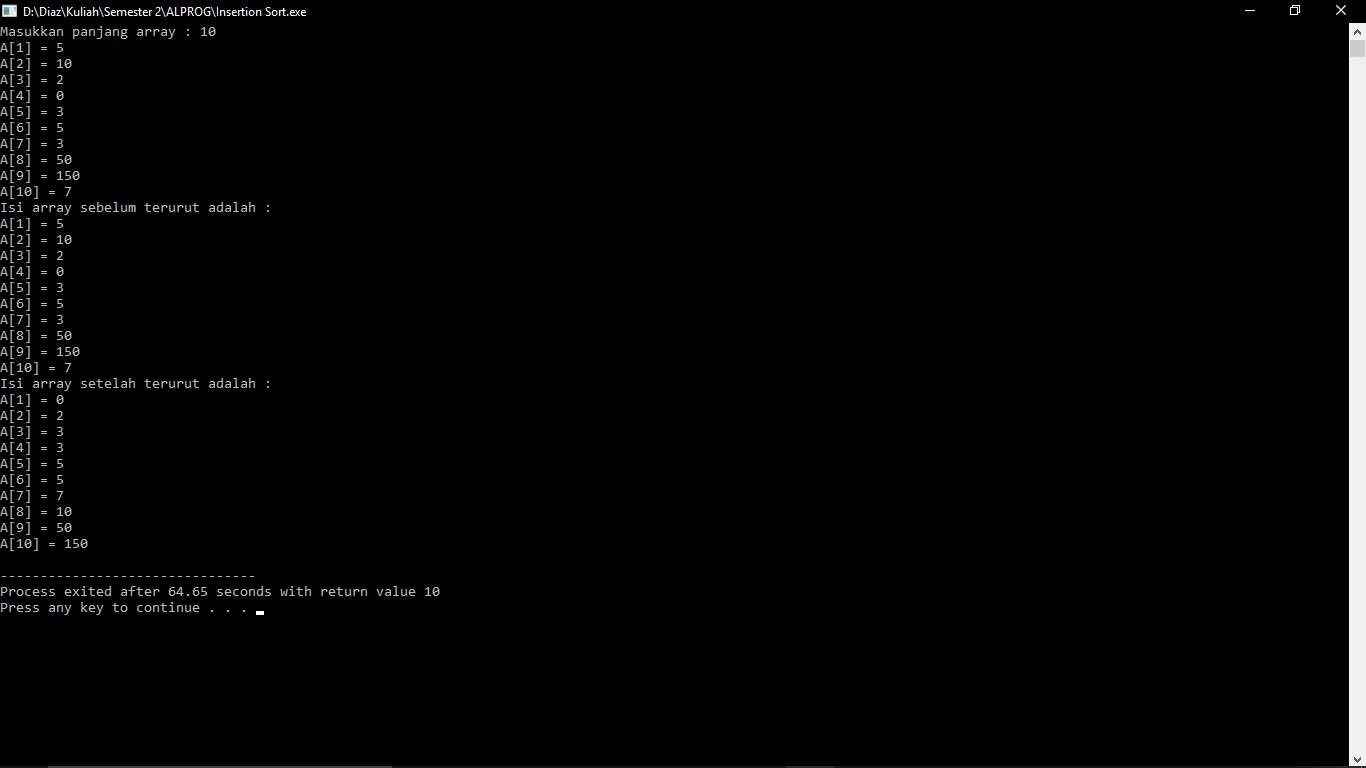 D:\Diaz\Kuliah\Semester 2\ALPROG\Insertion Sort.exe
Masukkan panjang array : 10
A[1] = 5
A[2] = 10
A[3] = 2
A[4] = 0
A[5] = 3
A[6] = 5
A[7] = 3
A[8] = 50
A[9] = 150
A[10] = 7
Isi array sebelum terurut adalah :
A[1] = 5
A[2] = 10
A[3] = 2
A[4] = 0
A[5] = 3
A[6] = 5
A[7] = 3
A[8] = 50
A[9] = 150
A[10] = 7
Isi array setelah terurut adalah :
A[1] = 0
A[2] = 2
A[3] = 3
A[4] = 3
A[5] = 5
A[6] = 5
A[7] = 7
A[8] = 10
A[9] = 50
A[10] = 150
--------------------------------
Process exited after 64.65 seconds with return value 10
Press any key to continue . . .